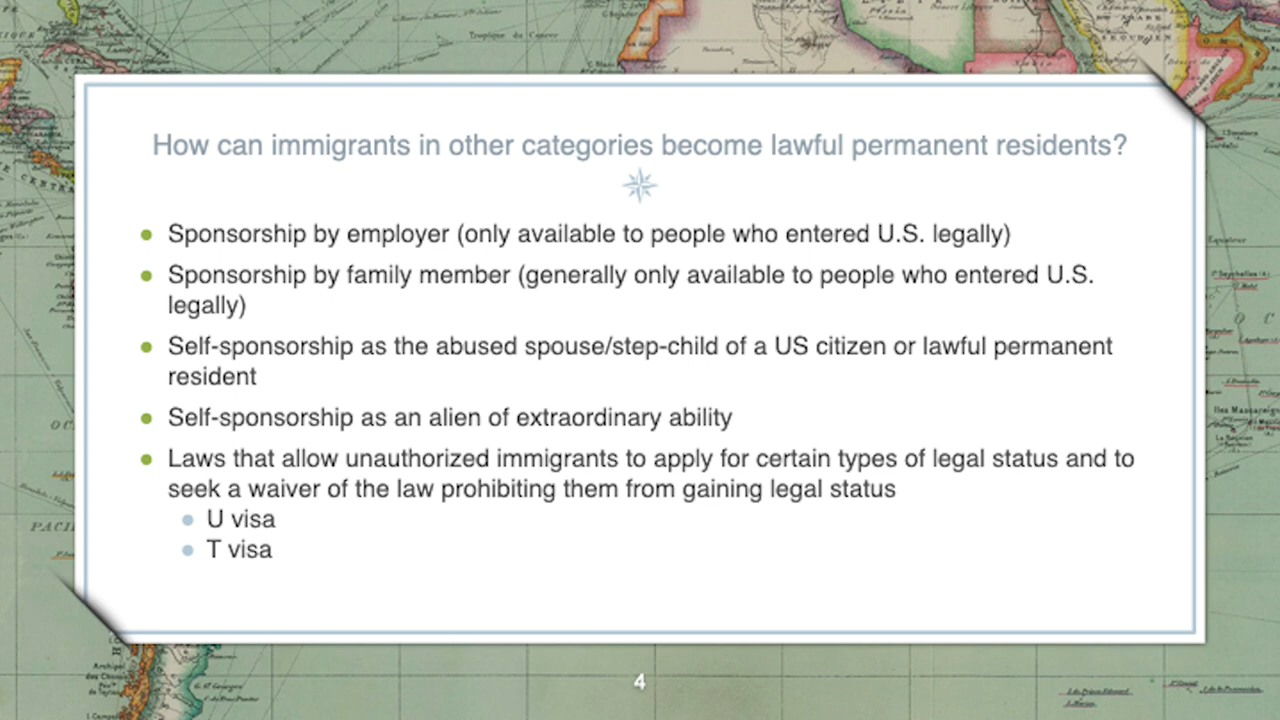 Tropique du Cancer
How can immigrants in other categories become lawful permanent residents?
• Sponsorship by employer (only available to people who entered U.S. legally)
• Sponsorship by family member (generally only available to people who entered U.S.
legally)
• Self-sponsorship as the abused spouse/step-child of a US citizen or lawful permanent
resident
• Self-sponsorship as an alien of extraordinary ability
• Laws that allow unauthorized immigrants to apply for certain types of legal status and to
seek a waiver of the law prohibiting them from gaining legal status
• U visa
• T visa
4